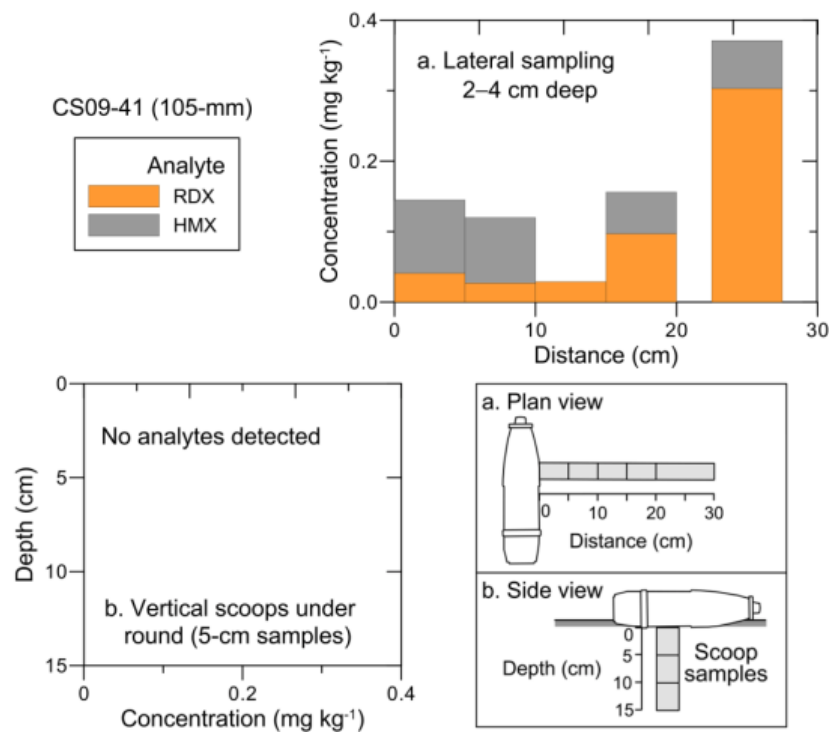 CS09-41 (105-mm)
Analyte
RDX
HMX
Concentration (mg kg⁻¹)
0.4
0.2
0.0
a. Lateral sampling
2–4 cm deep
0 10 20 30
Distance (cm)
Depth (cm)
0
5
10
15
No analytes detected
b. Vertical scoops under
round (5-cm samples)
0 0.2 0.4
Concentration (mg kg⁻¹)
a. Plan view
0 10 20 30
Distance (cm)
b. Side view
Depth (cm)
0
5
10
15
Scoop
samples